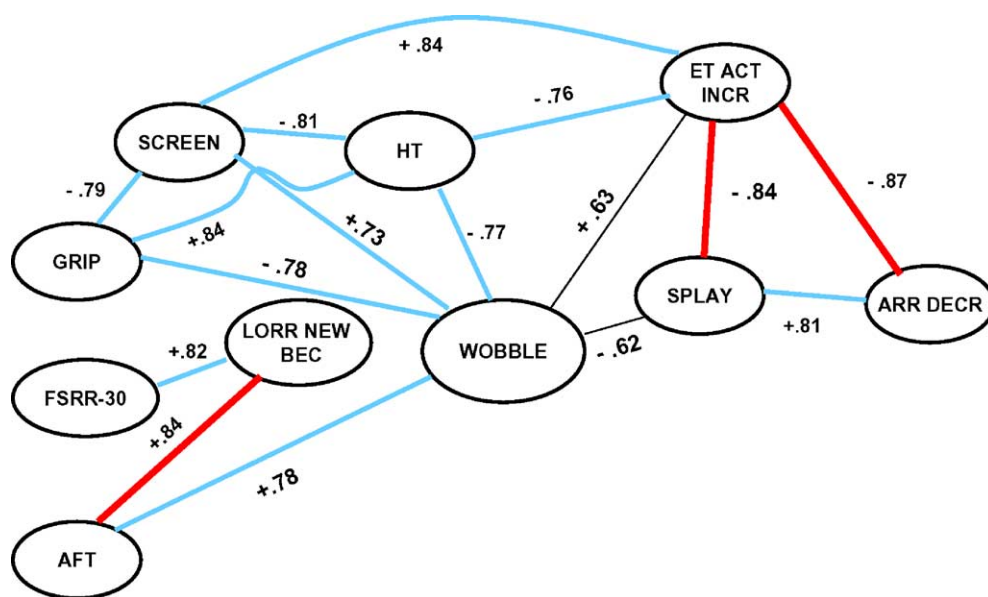 + .84
ET ACT
INCR
- .76
- .81
SCREEN
HT
- .79
- .87
- .84
+ .63
+.84
+.73
- .77
GRIP
- .78
SPLAY
ARR DECR
+.81
LORR NEW
BEC
WOBBLE
- .62
+.82
FSRR-30
+.84
+.78
AFT